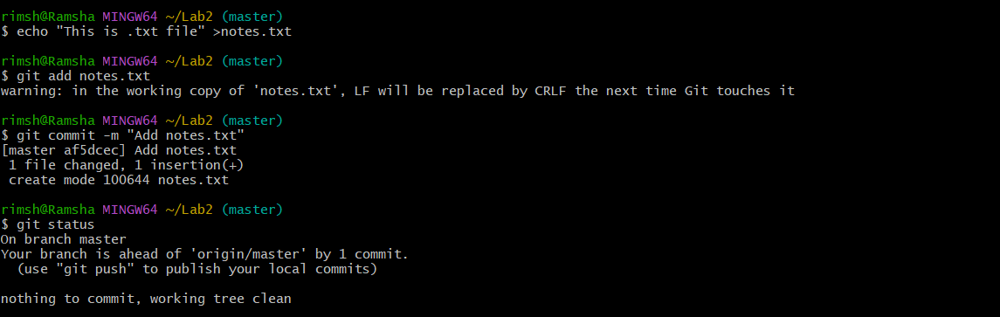 rimsh@Ramsha MINGW64 ~/Lab2 (master)
$ echo "This is .txt file" >notes.txt
rimsh@Ramsha MINGW64 ~/Lab2 (master)
$ git add notes.txt
warning: in the working copy of 'notes.txt', LF will be replaced by CRLF the next time Git touches it
rimsh@Ramsha MINGW64 ~/Lab2 (master)
$ git commit -m "Add notes.txt"
[master af5dcec] Add notes.txt
 1 file changed, 1 insertion(+)
 create mode 100644 notes.txt
rimsh@Ramsha MINGW64 ~/Lab2 (master)
$ git status
On branch master
Your branch is ahead of 'origin/master' by 1 commit.
  (use "git push" to publish your local commits)
nothing to commit, working tree clean